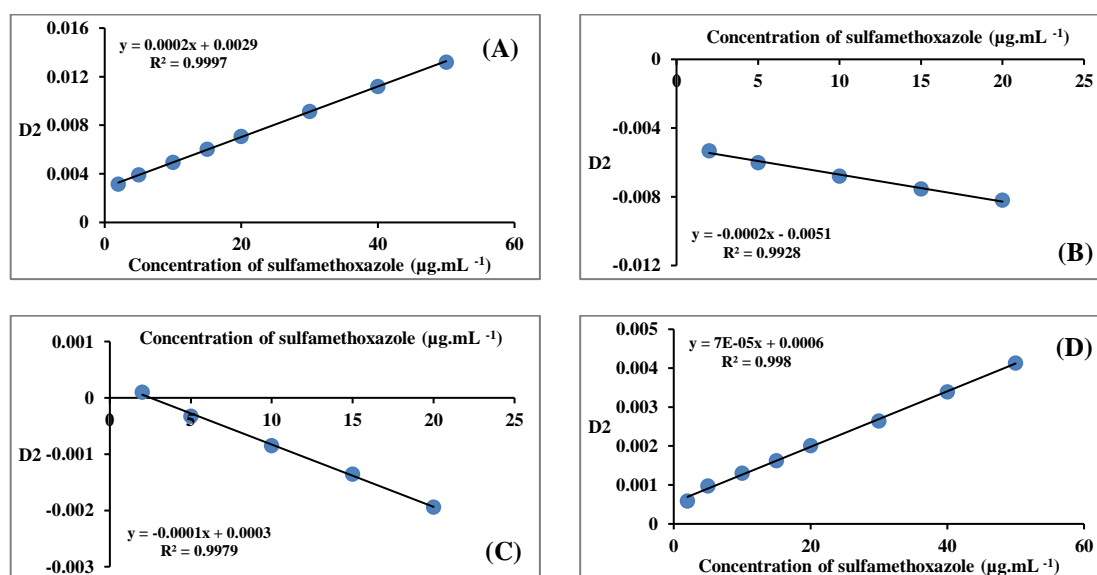 0.016
y = 0.0002x + 0.0029
R² = 0.9997
(A)
0.012
0.008
D2
0.004
0
0 20 40 60
Concentration of sulfamethoxazole (µg.mL ⁻¹)
Concentration of sulfamethoxazole (µg.mL ⁻¹)
0
0 5 10 15 20 25
-0.004
D2
-0.008
y = -0.0002x - 0.0051
R² = 0.9928
(B)
-0.012
0.001
Concentration of sulfamethoxazole (µg.mL ⁻¹)
0
0 5 10 15 20 25
D2
-0.001
-0.002
y = -0.0001x + 0.0003
R² = 0.9979
(C)
-0.003
0.005
y = 7E-05x + 0.0006
R² = 0.998
(D)
0.004
0.003
D2
0.002
0.001
0
0 20 40 60
Concentration of sulfamethoxazole (µg.mL ⁻¹)